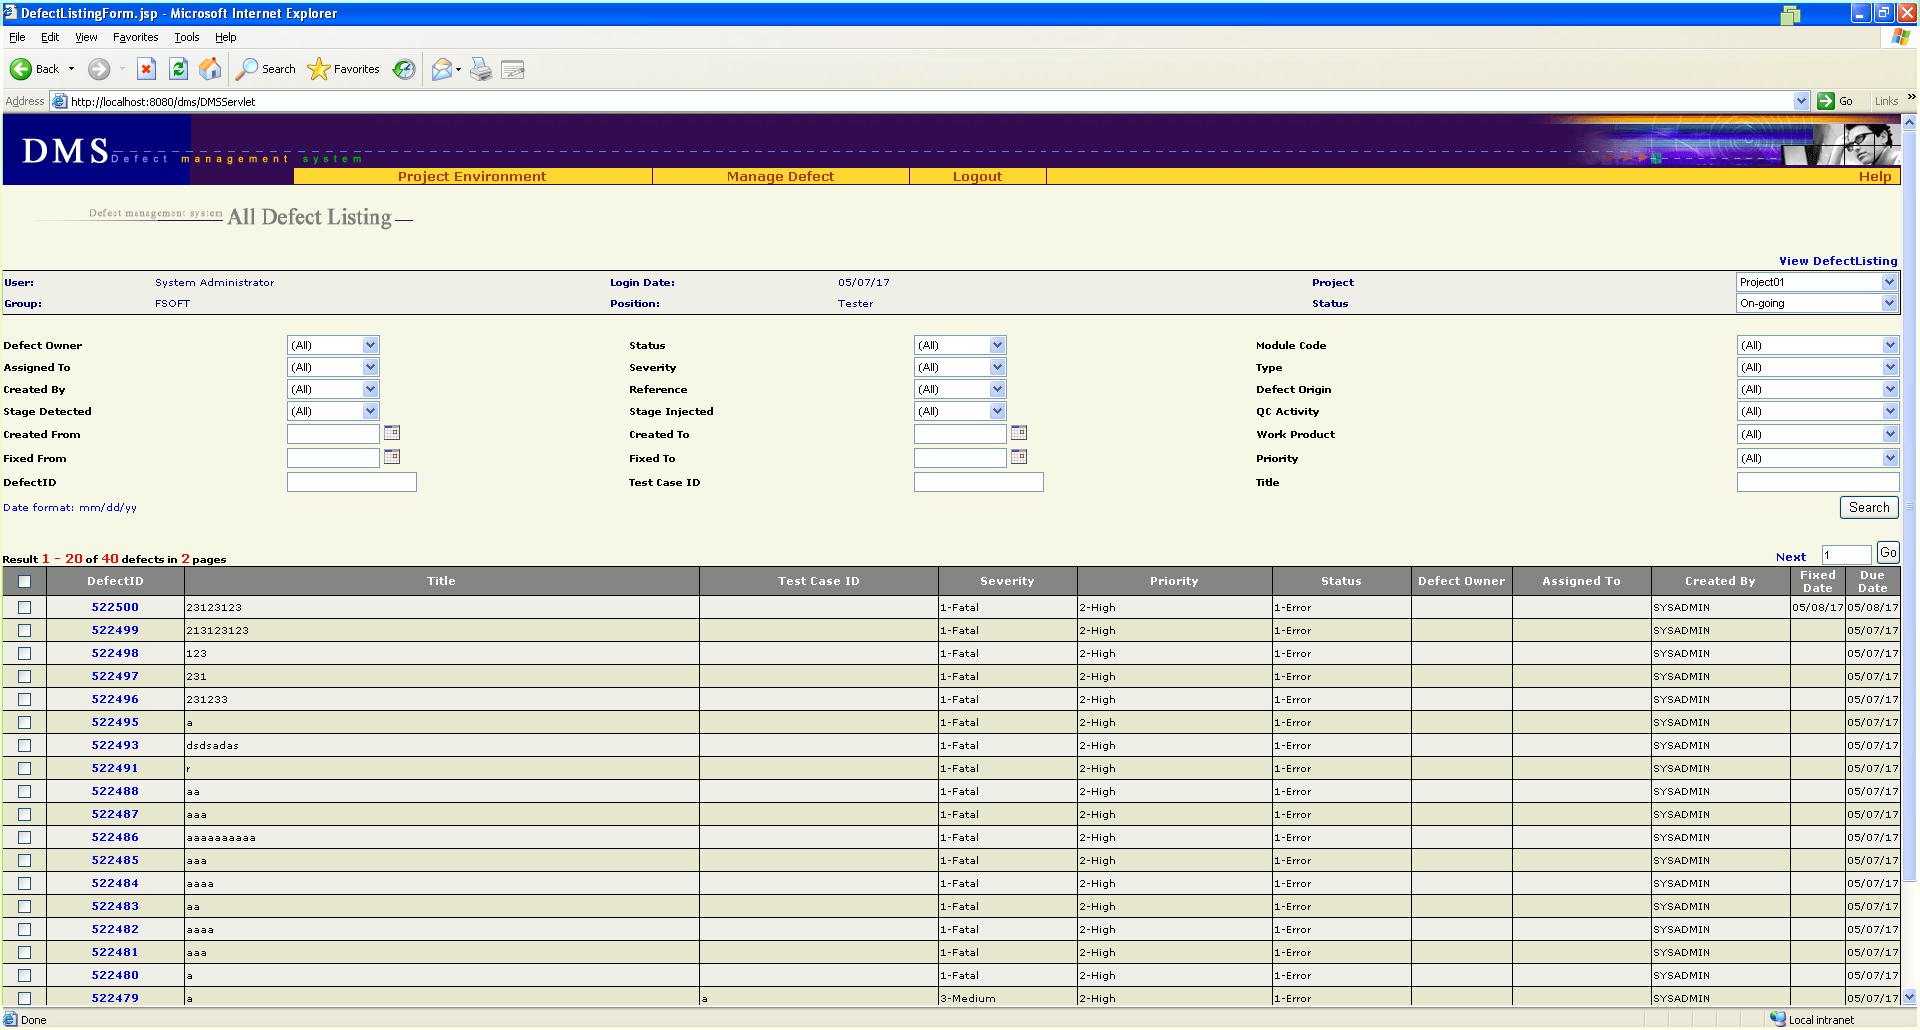 DefectListingForm.jsp - Microsoft Internet Explorer
File Edit View Favorites Tools Help
Back Search Favorites
Address http://localhost:8080/dms/DMSServlet Go Links »
DMS Defect management system
Project Environment Manage Defect Logout Help
Defect management system All Defect Listing
View DefectListing
User: System Administrator Login Date: 05/07/17 Project Project01
Group: FSOFT Position: Tester Status On-going
Defect Owner (All) Status (All) Module Code (All)
Assigned To (All) Severity (All) Type (All)
Created By (All) Reference (All) Defect Origin (All)
Stage Detected (All) Stage Injected (All) QC Activity (All)
Created From Created To Work Product (All)
Fixed From Fixed To Priority (All)
DefectID Test Case ID Title
Date format: mm/dd/yy Search
Result 1 - 20 of 40 defects in 2 pages Next 1 Go
DefectID Title Test Case ID Severity Priority Status Defect Owner Assigned To Created By Fixed Date Due Date
522500 23123123 1-Fatal 2-High 1-Error SYSADMIN 05/08/17 05/08/17
522499 213123123 1-Fatal 2-High 1-Error SYSADMIN 05/07/17
522498 123 1-Fatal 2-High 1-Error SYSADMIN 05/07/17
522497 231 1-Fatal 2-High 1-Error SYSADMIN 05/07/17
522496 231233 1-Fatal 2-High 1-Error SYSADMIN 05/07/17
522495 a 1-Fatal 2-High 1-Error SYSADMIN 05/07/17
522493 dsdsadas 1-Fatal 2-High 1-Error SYSADMIN 05/07/17
522491 r 1-Fatal 2-High 1-Error SYSADMIN 05/07/17
522488 aa 1-Fatal 2-High 1-Error SYSADMIN 05/07/17
522487 aaa 1-Fatal 2-High 1-Error SYSADMIN 05/07/17
522486 aaaaaaaaaa 1-Fatal 2-High 1-Error SYSADMIN 05/07/17
522485 aaa 1-Fatal 2-High 1-Error SYSADMIN 05/07/17
522484 aaaa 1-Fatal 2-High 1-Error SYSADMIN 05/07/17
522483 aa 1-Fatal 2-High 1-Error SYSADMIN 05/07/17
522482 aaaa 1-Fatal 2-High 1-Error SYSADMIN 05/07/17
522481 aaa 1-Fatal 2-High 1-Error SYSADMIN 05/07/17
522480 a 1-Fatal 2-High 1-Error SYSADMIN 05/07/17
522479 a a 3-Medium 2-High 1-Error SYSADMIN 05/07/17
Done Local intranet